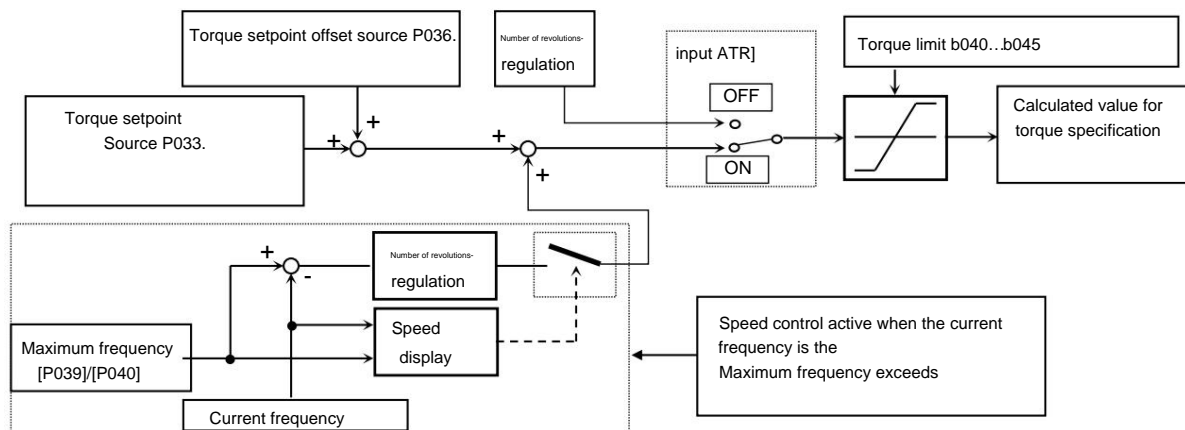 Torque setpoint offset source P036.
Number of revolutions-
regulation
input ATR]
Torque limit b040...b045
OFF
Torque setpoint
Source P033.
+
+
+
ON
Calculated value for
torque specification
+
+
-
Number of revolutions-
regulation
Maximum frequency
[P039]/[P040]
Speed
display
Speed control active when the current
frequency is the
Maximum frequency exceeds
Current frequency